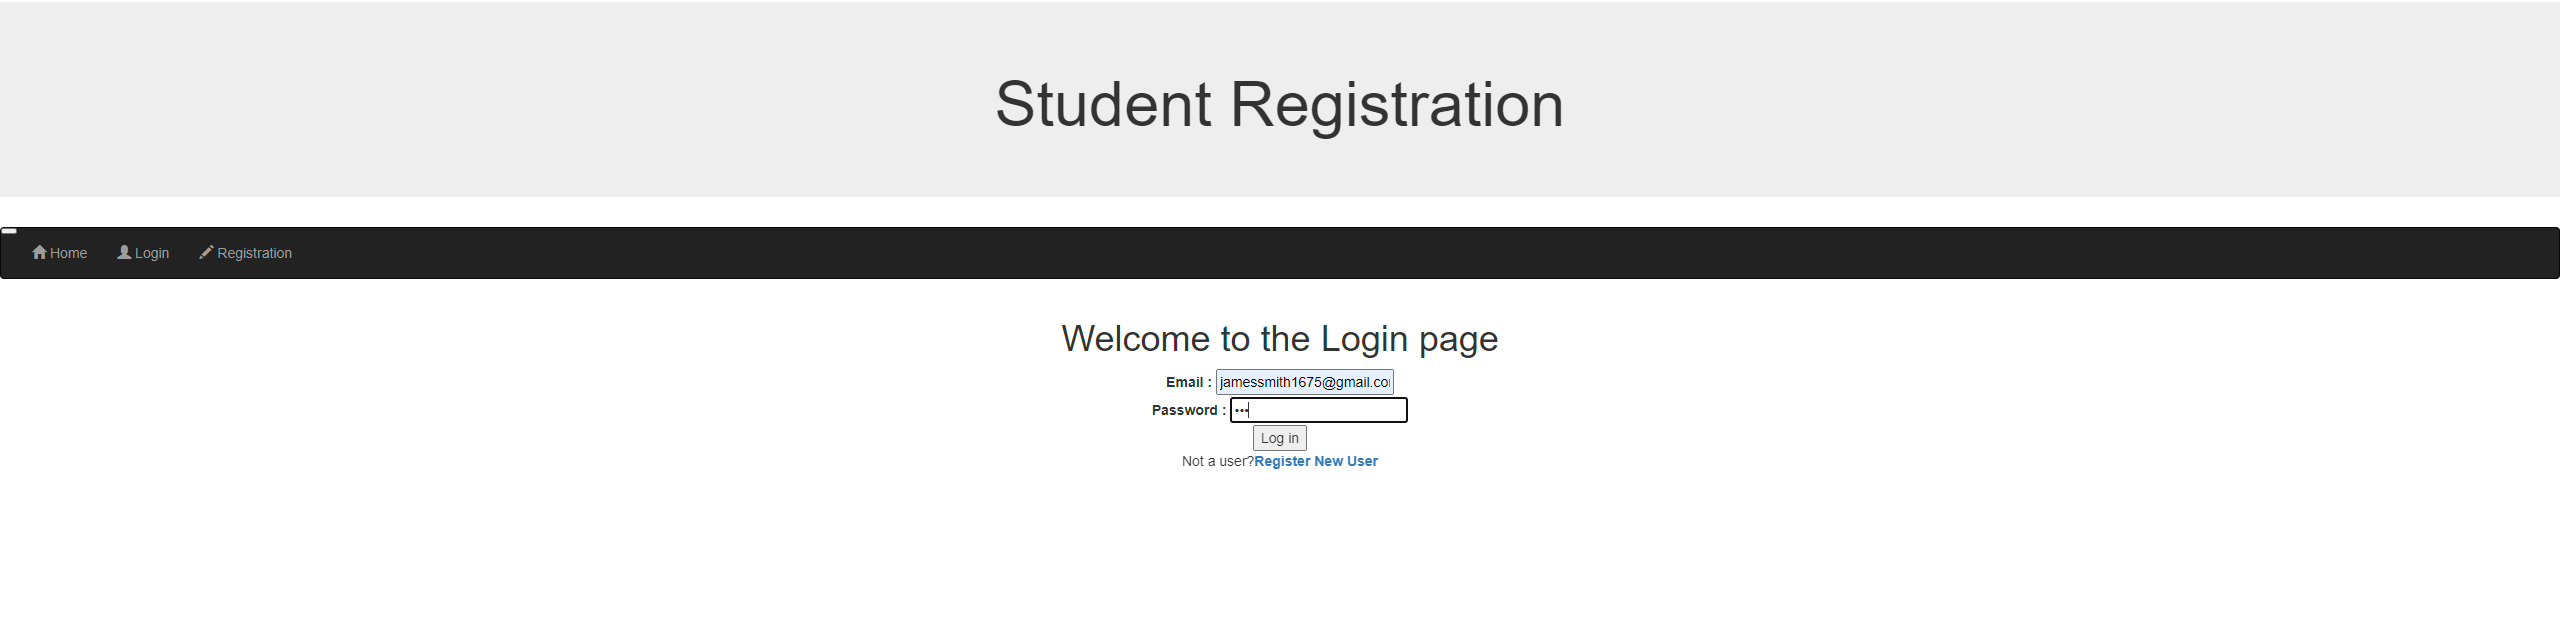 Student Registration
Home Login Registration
Welcome to the Login page
Email : jamessmith1675@gmail.co
Password : •••
Log in
Not a user?Register New User